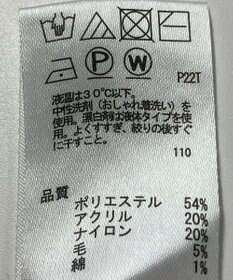 P W P22T
液温は30℃以下。
中性洗剤(おしゃれ着洗い)を
使用。漂白剤は液体タイプを使
用。よくすすぎ、絞りの後すぐ
に干すこと。
110
品質
ポリエステル 54%
アクリル 20%
ナイロン 20%
毛 5%
綿 1%